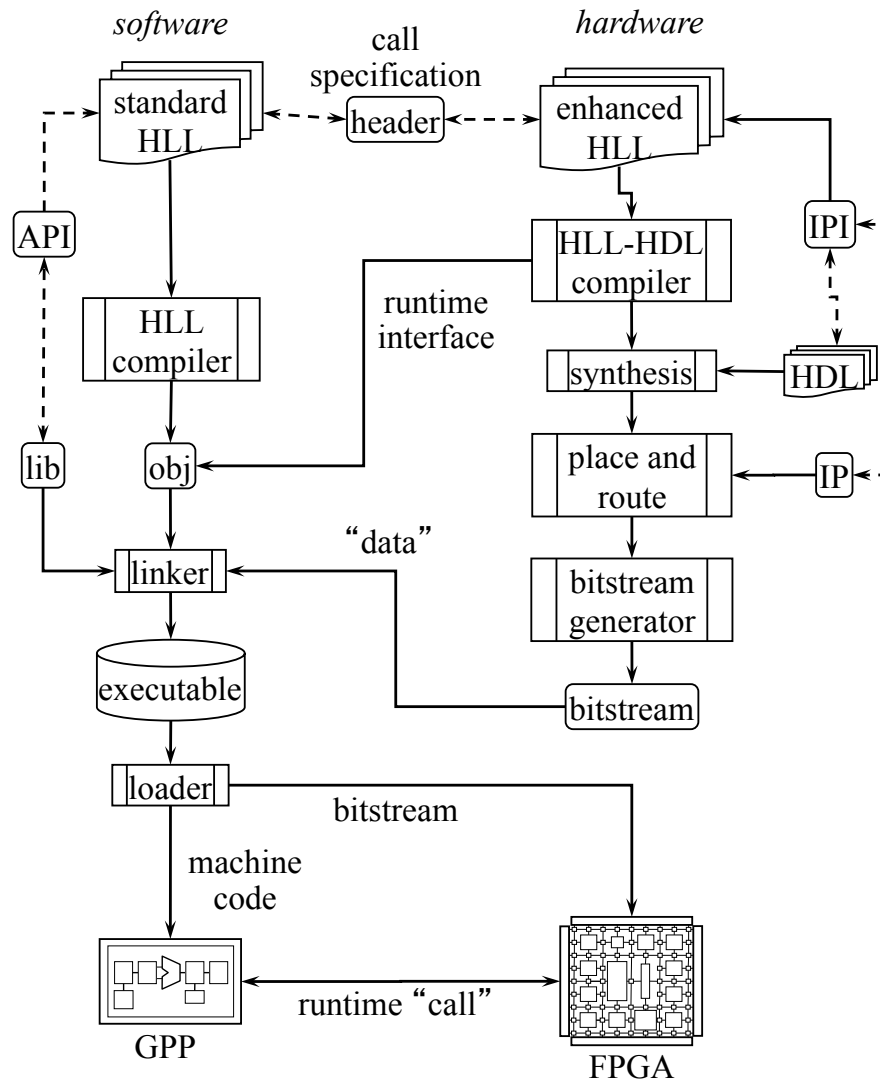 software
hardware
call
specification
standard
HLL
header
enhanced
HLL
API
IPI
HLL-HDL
compiler
runtime
interface
HLL
compiler
synthesis
HDL
lib
obj
place and
route
IP
“data”
linker
bitstream
generator
executable
bitstream
loader
bitstream
machine
code
runtime “call”
GPP
FPGA